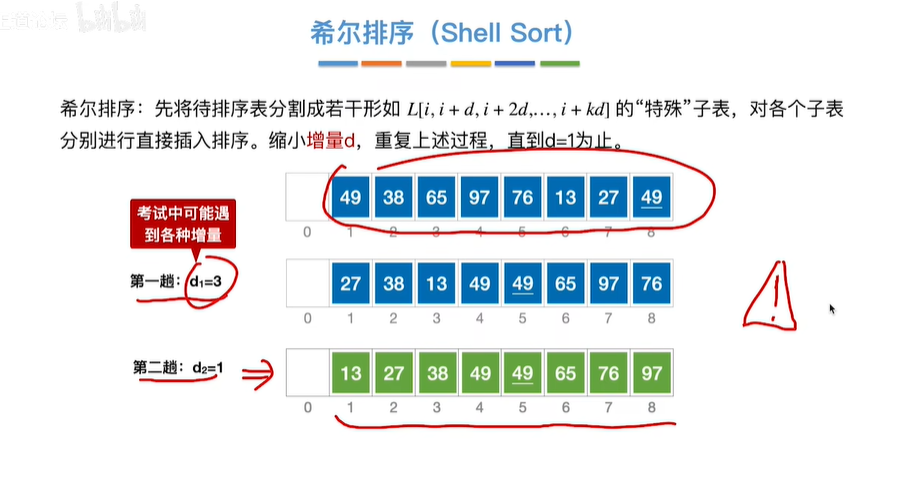 bilibili
希尔排序（Shell Sort）
希尔排序：先将待排序表分割成若干形如 L[i, i + d, i + 2d,…, i + kd] 的“特殊”子表，对各个子表
分别进行直接插入排序。缩小增量d，重复上述过程，直到d=1为止。
49 38 65 97 76 13 27 49
0 1 2 3 4 5 6 7 8
考试中可能遇
到各种增量
第一趟：d₁=3
27 38 13 49 49 65 97 76
0 1 2 3 4 5 6 7 8
!
第二趟：d₂=1
13 27 38 49 49 65 76 97
0 1 2 3 4 5 6 7 8